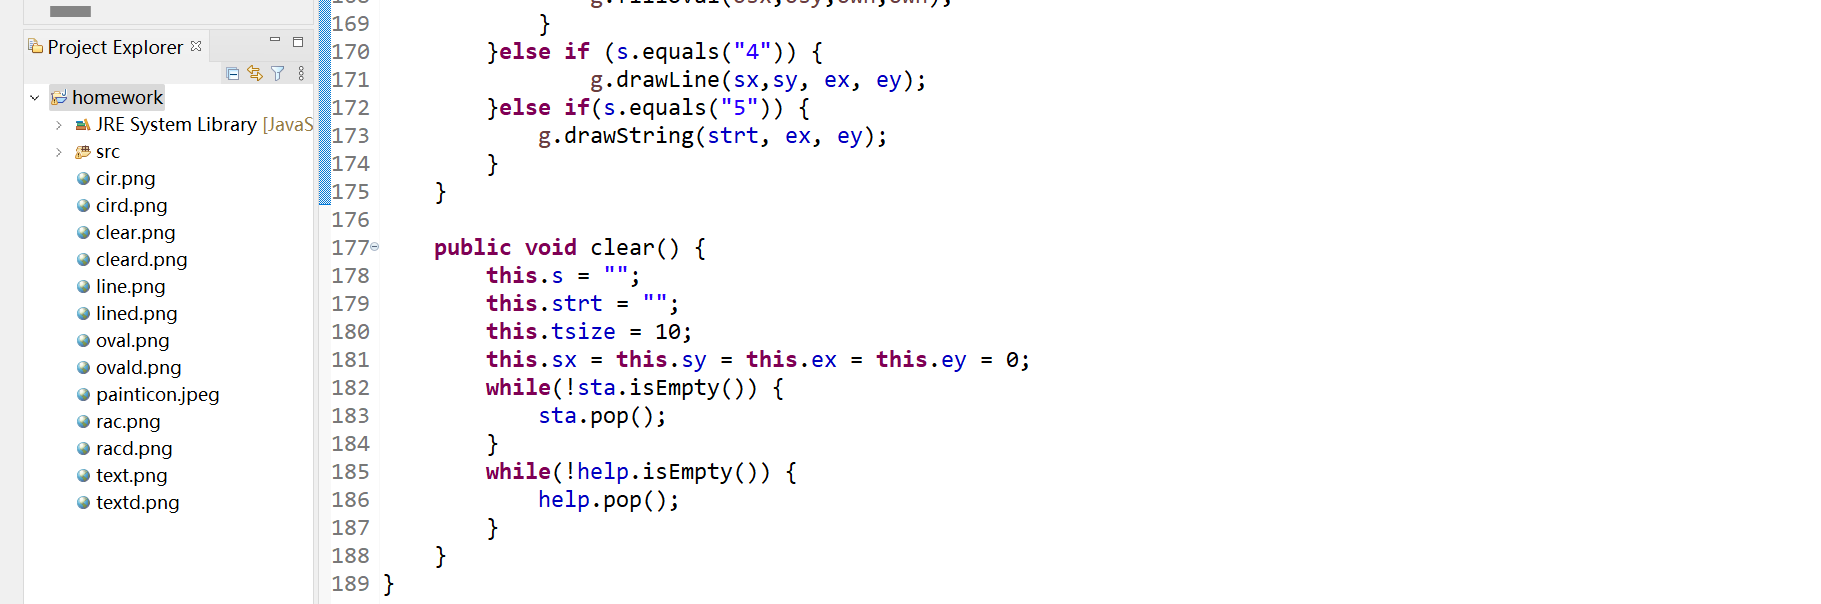 Project Explorer
homework
JRE System Library [JavaS
src
cir.png
cird.png
clear.png
cleard.png
line.png
lined.png
oval.png
ovald.png
painticon.jpeg
rac.png
racd.png
text.png
textd.png
169 }
170 }else if (s.equals("4")) {
171 g.drawLine(sx,sy, ex, ey);
172 }else if(s.equals("5")) {
173 g.drawString(strt, ex, ey);
174 }
175 }
176
177 public void clear() {
178 this.s = "";
179 this.strt = "";
180 this.tsize = 10;
181 this.sx = this.sy = this.ex = this.ey = 0;
182 while(!sta.isEmpty()) {
183 sta.pop();
184 }
185 while(!help.isEmpty()) {
186 help.pop();
187 }
188 }
189 }